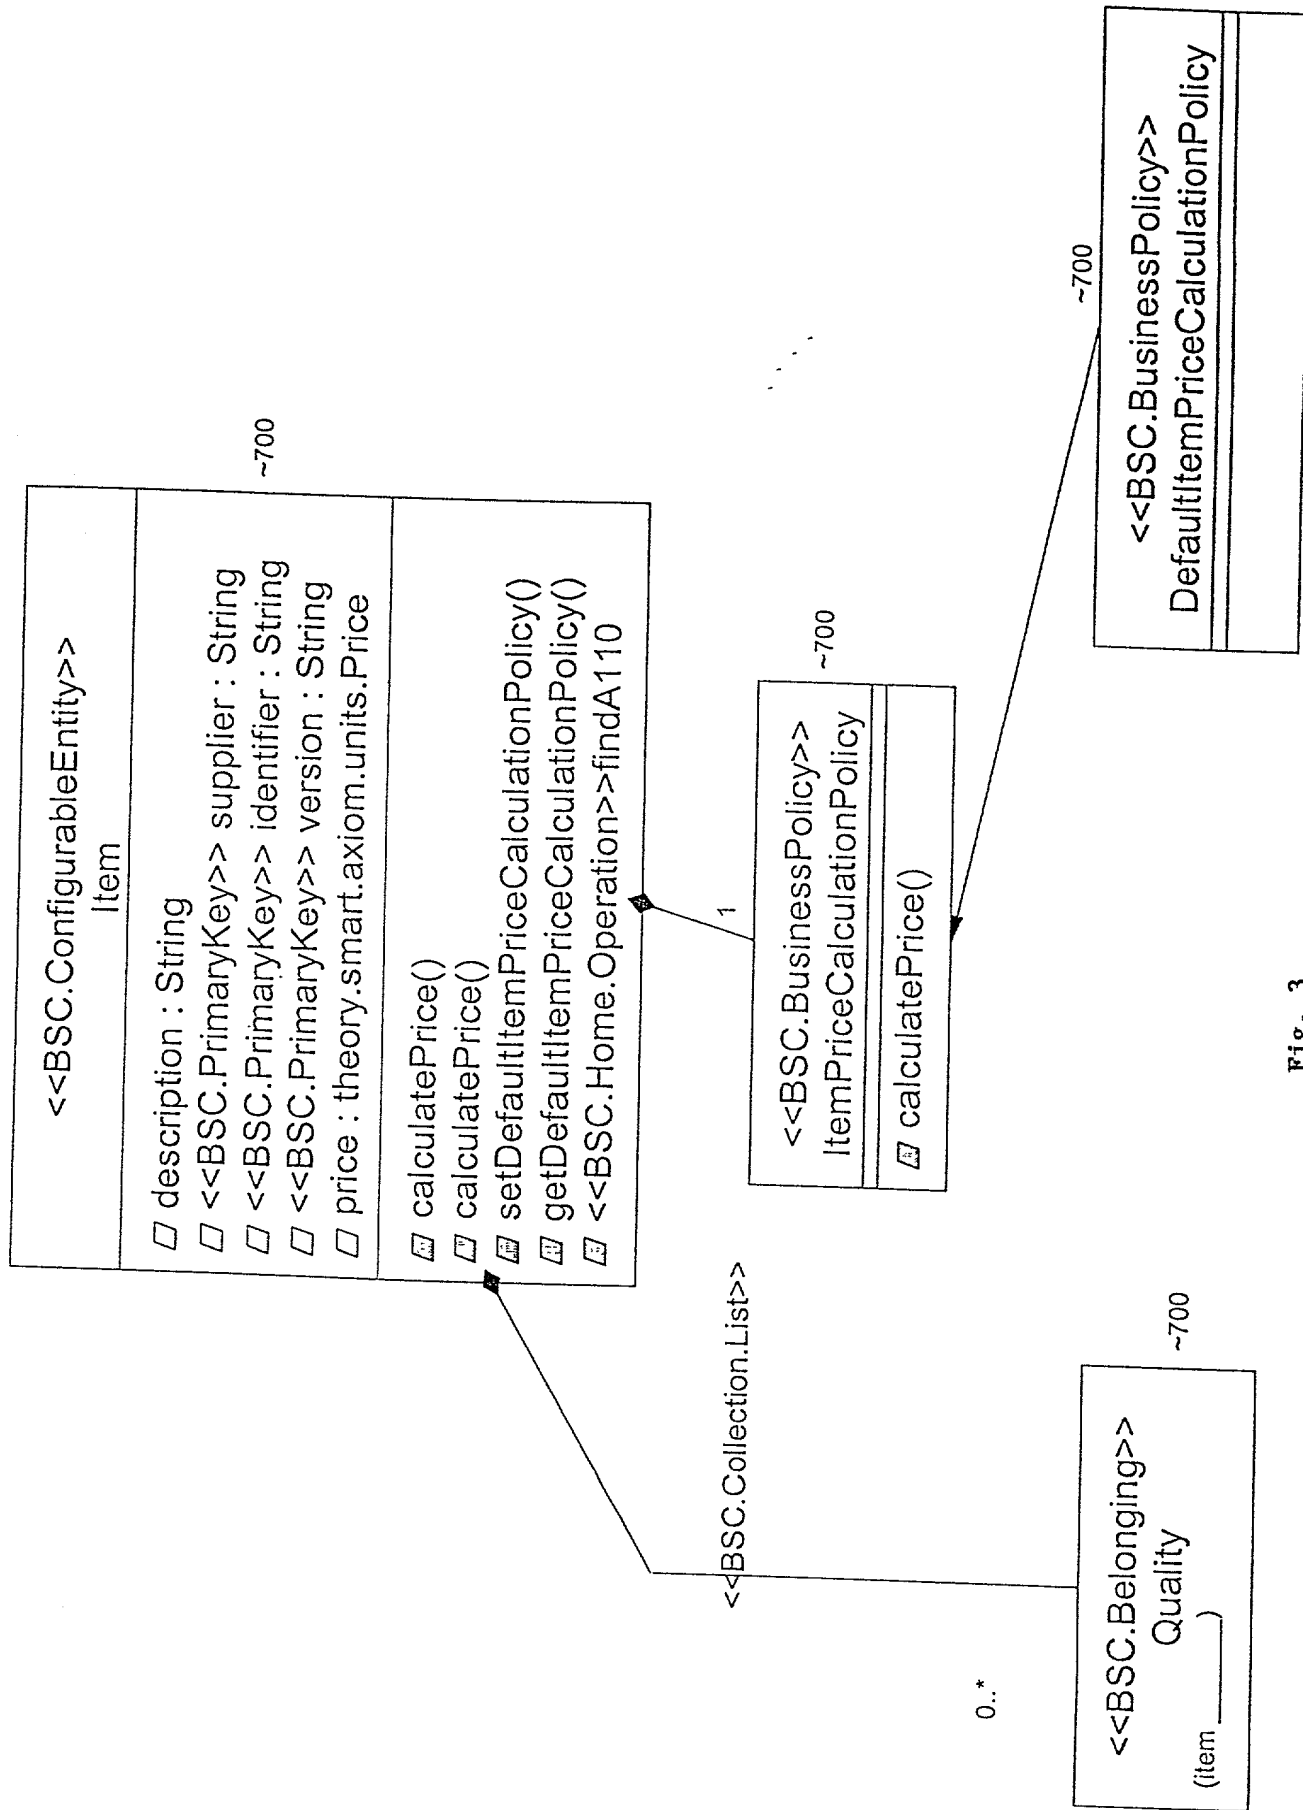 <<BSC.ConfigurableEntity>>
Item
description : String
<<BSC.PrimaryKey>> supplier : String
<<BSC.PrimaryKey>> identifier : String
<<BSC.PrimaryKey>> version : String
price : theory.smart.axiom.units.Price
~700
calculatePrice()
calculatePrice()
setDefaultItemPriceCalculationPolicy()
getDefaultItemPriceCalculationPolicy()
<<BSC.Home.Operation>>findA110
<<BSC.Collection.List>>
0..*
1
<<BSC.Belonging>>
Quality
(item ______)
~700
<<BSC.BusinessPolicy>>
ItemPriceCalculationPolicy
calculatePrice()
~700
<<BSC.BusinessPolicy>>
DefaultItemPriceCalculationPolicy
~700
Fig. 3